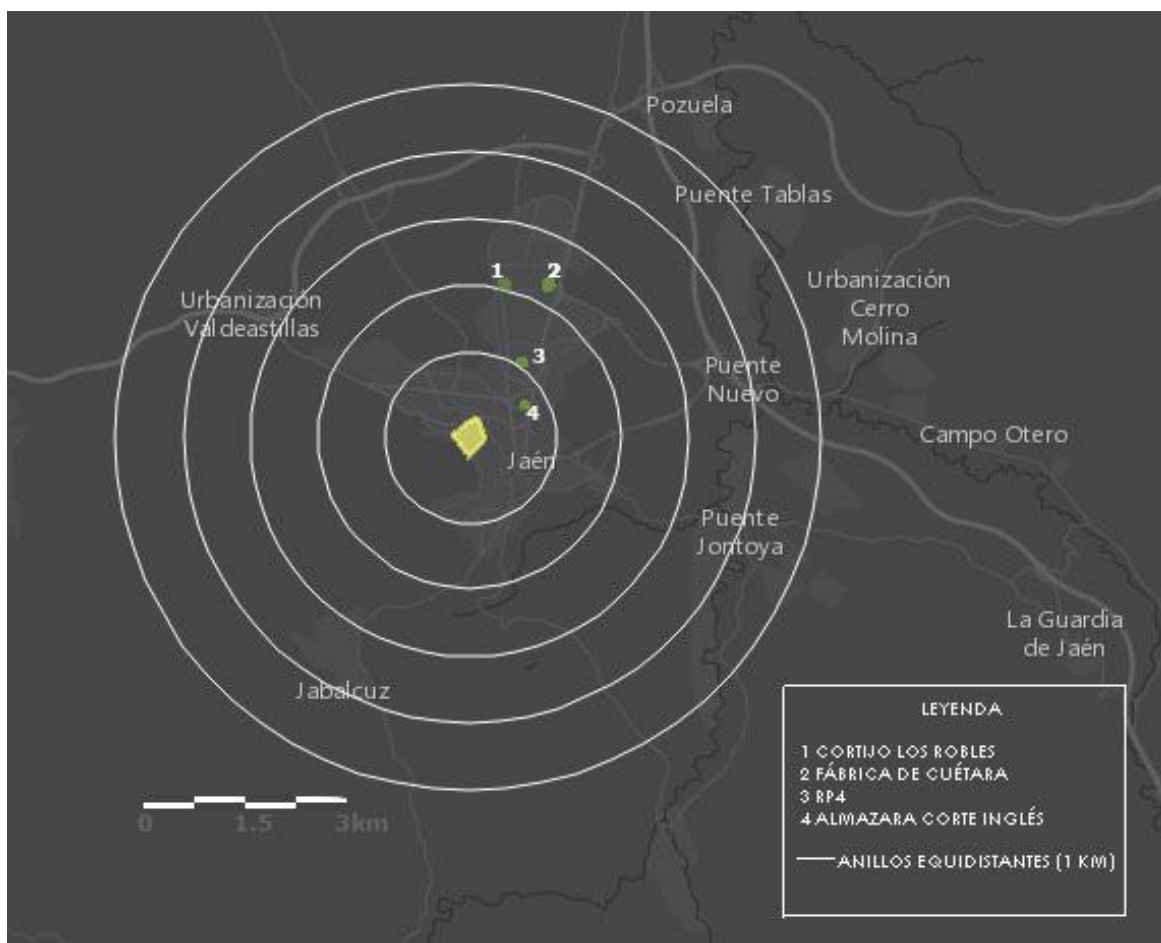 Pozuela
Puente Tablas
1 2
Urbanización
Cerro
Molina
Urbanización
Valdeastillas
3
Puente
Nuevo
4
Campo Otero
Jaén
Puente
Jontoya
La Guardia
de Jaén
Jabalcuz
LEYENDA
1 CORTIJO LOS ROBLES
2 FÁBRICA DE CUÉTARA
3 RP4
4 ALMAZARA CORTE INGLÉS
ANILLOS EQUIDISTANTES (1 KM)
0 1.5 3km